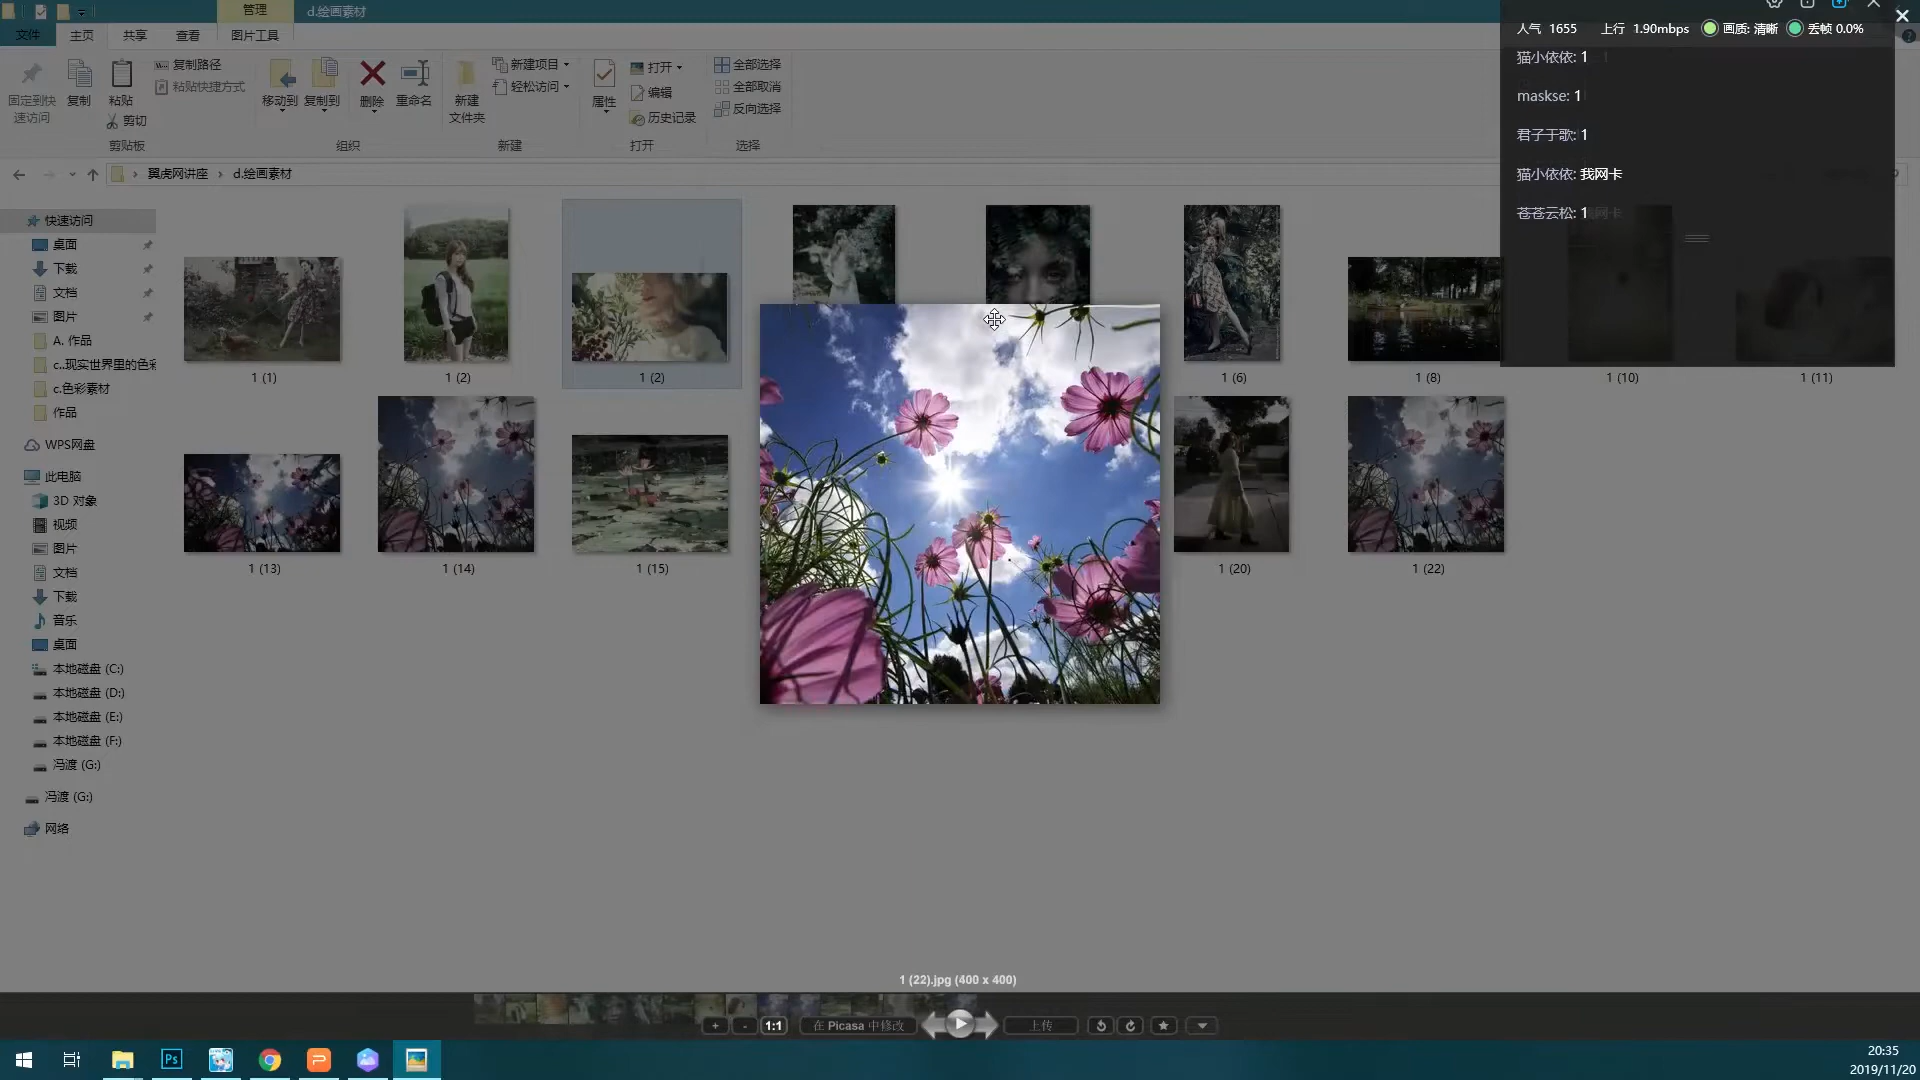 管理
d.绘画素材
文件
主页
共享
查看
图片工具
固定到快速访问
复制
粘贴
复制路径
粘贴快捷方式
剪切
剪贴板
移动到
复制到
删除
重命名
组织
新建文件夹
新建项目
轻松访问
新建
属性
打开
编辑
历史记录
打开
全部选择
全部取消
反向选择
选择
人气 1655 上行 1.90mbps 画质: 清晰 丢帧 0.0%
猫小依依: 1
maskse: 1
君子于歌: 1
猫小依依: 我网卡
苍苍云松: 1
翼虎网讲座 › d.绘画素材
快速访问
桌面
下载
文档
图片
A. 作品
c..现实世界里的色彩
c.色彩素材
作品
WPS网盘
此电脑
3D 对象
视频
图片
文档
下载
音乐
桌面
本地磁盘 (C:)
本地磁盘 (D:)
本地磁盘 (E:)
本地磁盘 (F:)
冯渡 (G:)
冯渡 (G:)
网络
1 (1)
1 (2)
1 (2)
1 (6)
1 (8)
1 (10)
1 (11)
1 (13)
1 (14)
1 (15)
1 (20)
1 (22)
1 (22).jpg (400 x 400)
+ - 1:1 在 Picasa 中修改 上传
Ps
20:35
2019/11/20